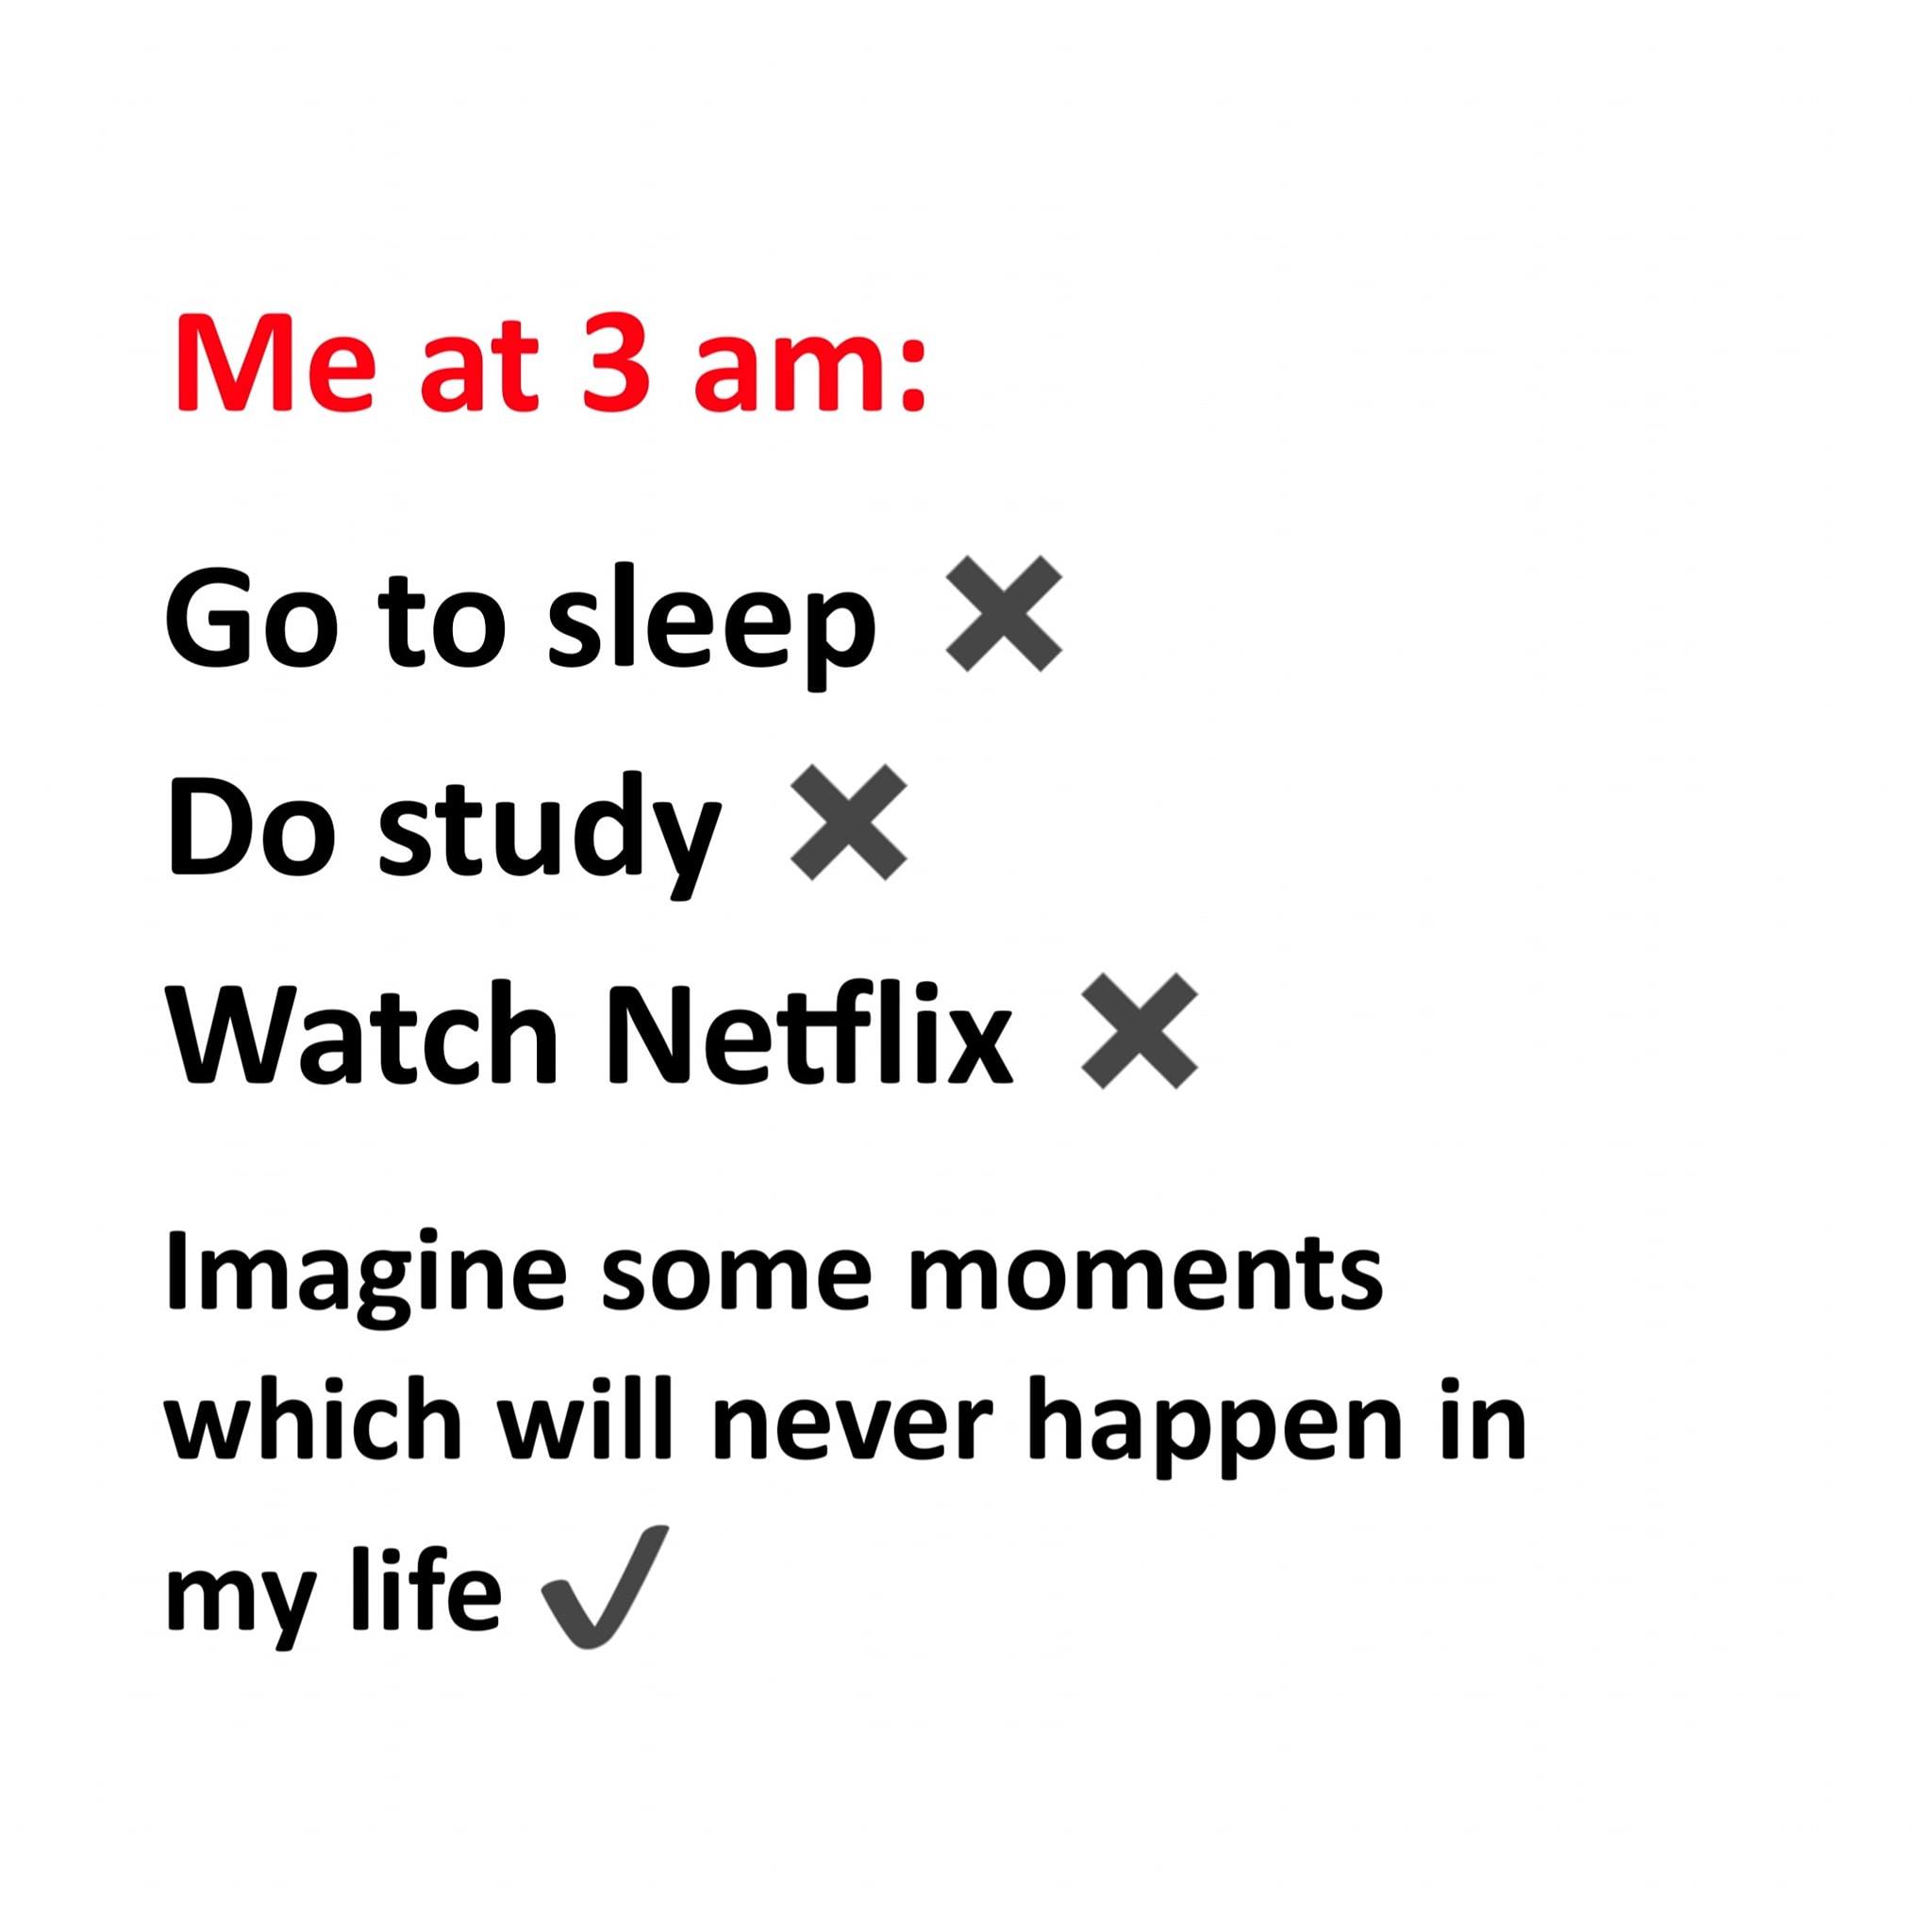 Me at 3 am:
Go to sleep ✖
Do study ✖
Watch Netflix ✖
Imagine some moments
which will never happen in
my life ✔